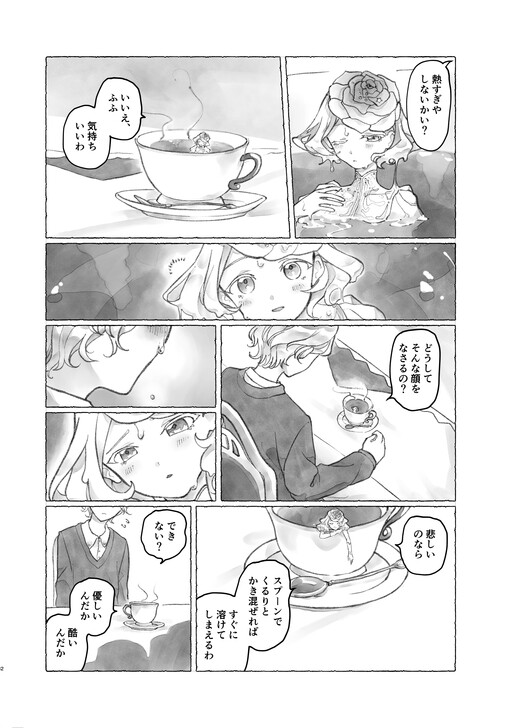 熱すぎや
しないかい?
いいえ、
ふふ
気持ち
いいわ
どうして
そんな顔を
なさるの?
悲しい
のなら
スプーンで
くるりと
かき混ぜれば
すぐに
溶けて
しまえるわ
でき
ない?
優しい
んだか
酷い
んだか